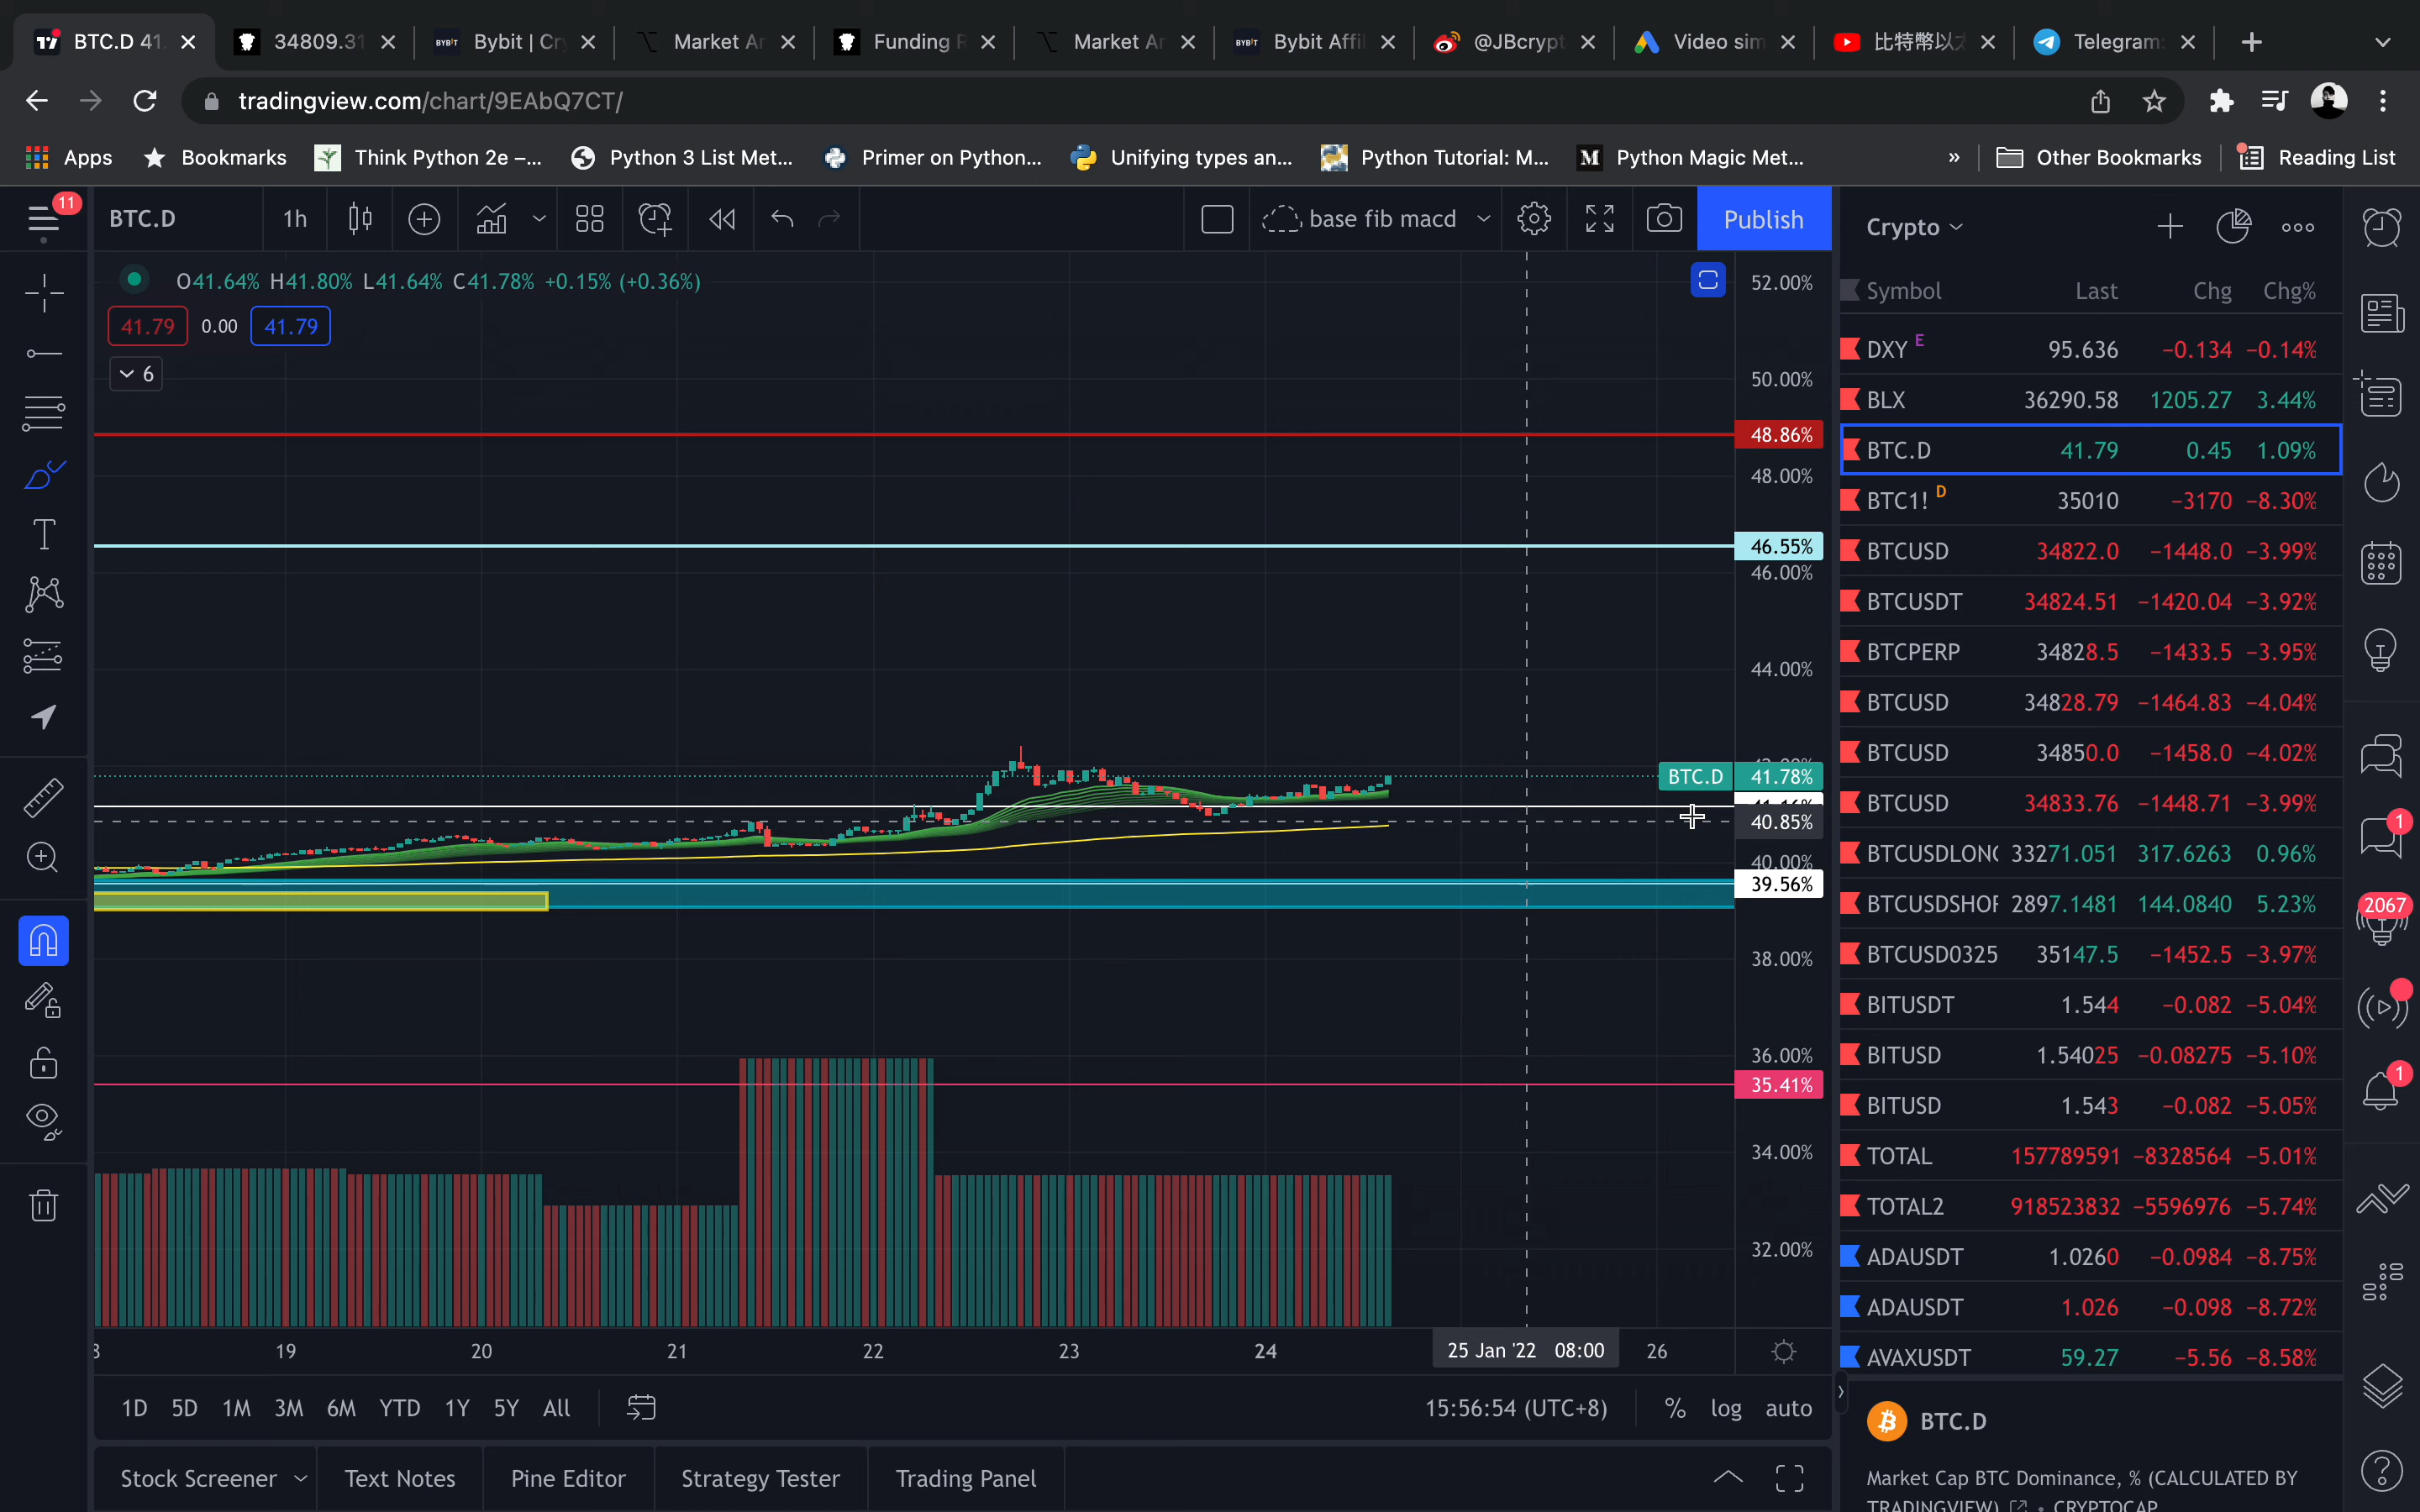 BTC.D 41 34809.31 Bybit | Cr Market Ar Funding R Market Ar Bybit Affil @JBcrypt Video sim 比特幣以太 Telegram:
tradingview.com/chart/9EAbQ7CT/
Apps Bookmarks Think Python 2e –... Python 3 List Met... Primer on Python... Unifying types an... Python Tutorial: M... Python Magic Met... » Other Bookmarks Reading List
11 BTC.D 1h base fib macd Publish
O41.64% H41.80% L41.64% C41.78% +0.15% (+0.36%)
41.79 0.00 41.79
6
52.00%
50.00%
48.86%
48.00%
46.55%
46.00%
44.00%
BTC.D 41.78%
40.85%
40.00%
39.56%
38.00%
36.00%
35.41%
34.00%
32.00%
19 20 21 22 23 24 25 Jan '22 08:00 26
1D 5D 1M 3M 6M YTD 1Y 5Y All 15:56:54 (UTC+8) % log auto
Stock Screener Text Notes Pine Editor Strategy Tester Trading Panel
Crypto
Symbol Last Chg Chg%
DXY E 95.636 −0.134 −0.14%
BLX 36290.58 1205.27 3.44%
BTC.D 41.79 0.45 1.09%
BTC1! D 35010 −3170 −8.30%
BTCUSD 34822.0 −1448.0 −3.99%
BTCUSDT 34824.51 −1420.04 −3.92%
BTCPERP 34828.5 −1433.5 −3.95%
BTCUSD 34828.79 −1464.83 −4.04%
BTCUSD 34850.0 −1458.0 −4.02%
BTCUSD 34833.76 −1448.71 −3.99%
BTCUSDLONG 33271.051 317.6263 0.96%
BTCUSDSHOR 2897.1481 144.0840 5.23%
BTCUSD0325 35147.5 −1452.5 −3.97%
BITUSDT 1.544 −0.082 −5.04%
BITUSD 1.54025 −0.08275 −5.10%
BITUSD 1.543 −0.082 −5.05%
TOTAL 157789591 −8328564 −5.01%
TOTAL2 918523832 −5596976 −5.74%
ADAUSDT 1.0260 −0.0984 −8.75%
ADAUSDT 1.026 −0.098 −8.72%
AVAXUSDT 59.27 −5.56 −8.58%
BTC.D
Market Cap BTC Dominance, % (CALCULATED BY
TRADINGVIEW) • CRYPTOCAP
1
2067
1